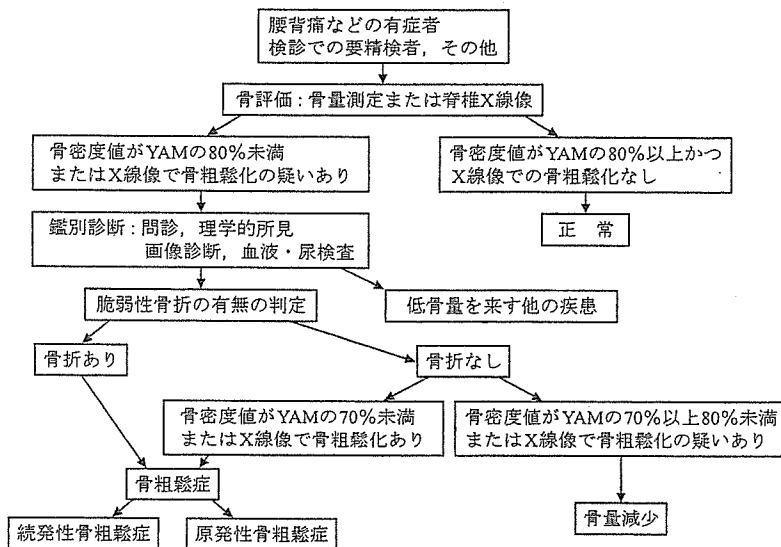 腰背痛などの有症者
検診での要精検者，その他
骨評価：骨量測定または脊椎X線像
骨密度値がYAMの80%未満
またはX線像で骨粗鬆化の疑いあり
骨密度値がYAMの80%以上かつ
X線像での骨粗鬆化なし
正　常
鑑別診断：問診，理学的所見
画像診断，血液・尿検査
脆弱性骨折の有無の判定
低骨量を来す他の疾患
骨折あり
骨折なし
骨密度値がYAMの70%未満
またはX線像で骨粗鬆化あり
骨密度値がYAMの70%以上80%未満
またはX線像で骨粗鬆化の疑いあり
骨粗鬆症
骨量減少
続発性骨粗鬆症
原発性骨粗鬆症